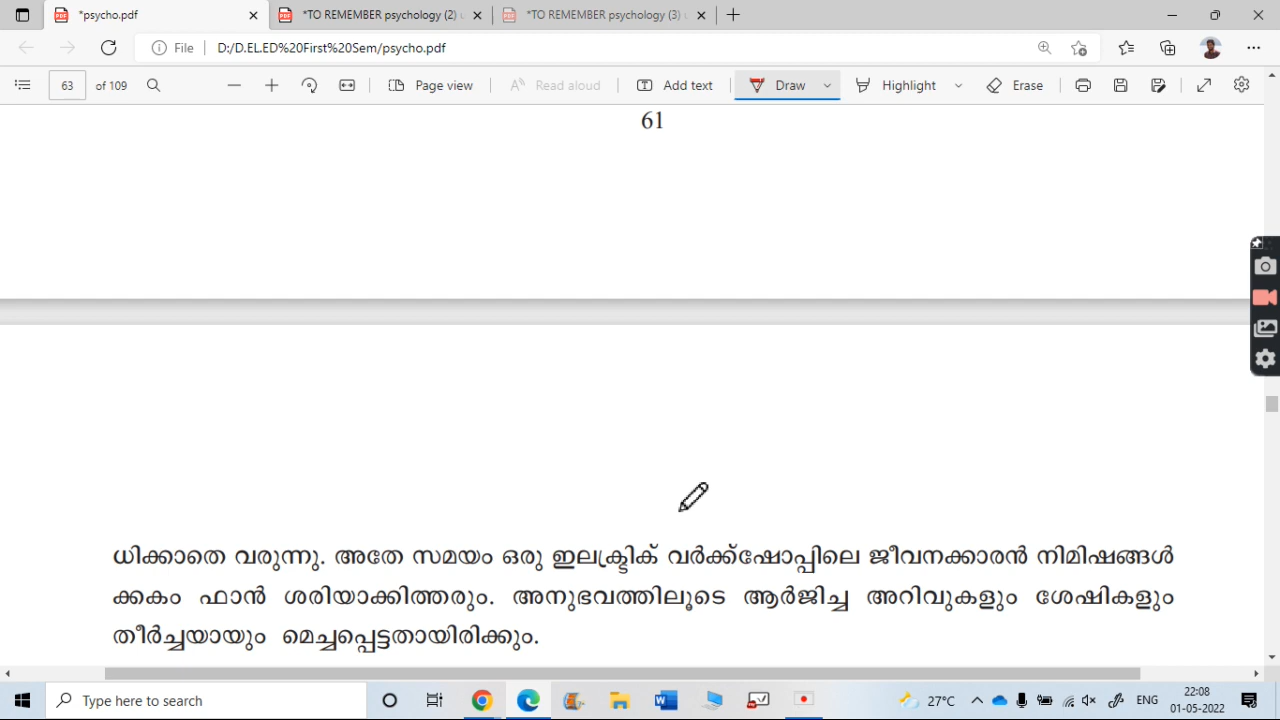 *psycho.pdf
*TO REMEMBER psychology (2)
*TO REMEMBER psychology (3)
File
D:/D.EL.ED%20First%20Sem/psycho.pdf
63 of 109
Page view
Read aloud
Add text
Draw
Highlight
Erase
61
ധിക്കാതെ വരുന്നു. അതേ സമയം ഒരു ഇലക്ട്രിക് വർക്ക്ഷോപ്പിലെ ജീവനക്കാരൻ നിമിഷങ്ങൾ
ക്കകം ഫാൻ ശരിയാക്കിത്തരും. അനുഭവത്തിലൂടെ ആർജിച്ച അറിവുകളും ശേഷികളും
തീർച്ചയായും മെച്ചപ്പെട്ടതായിരിക്കും.
Type here to search
27°C
ENG
22:08
01-05-2022